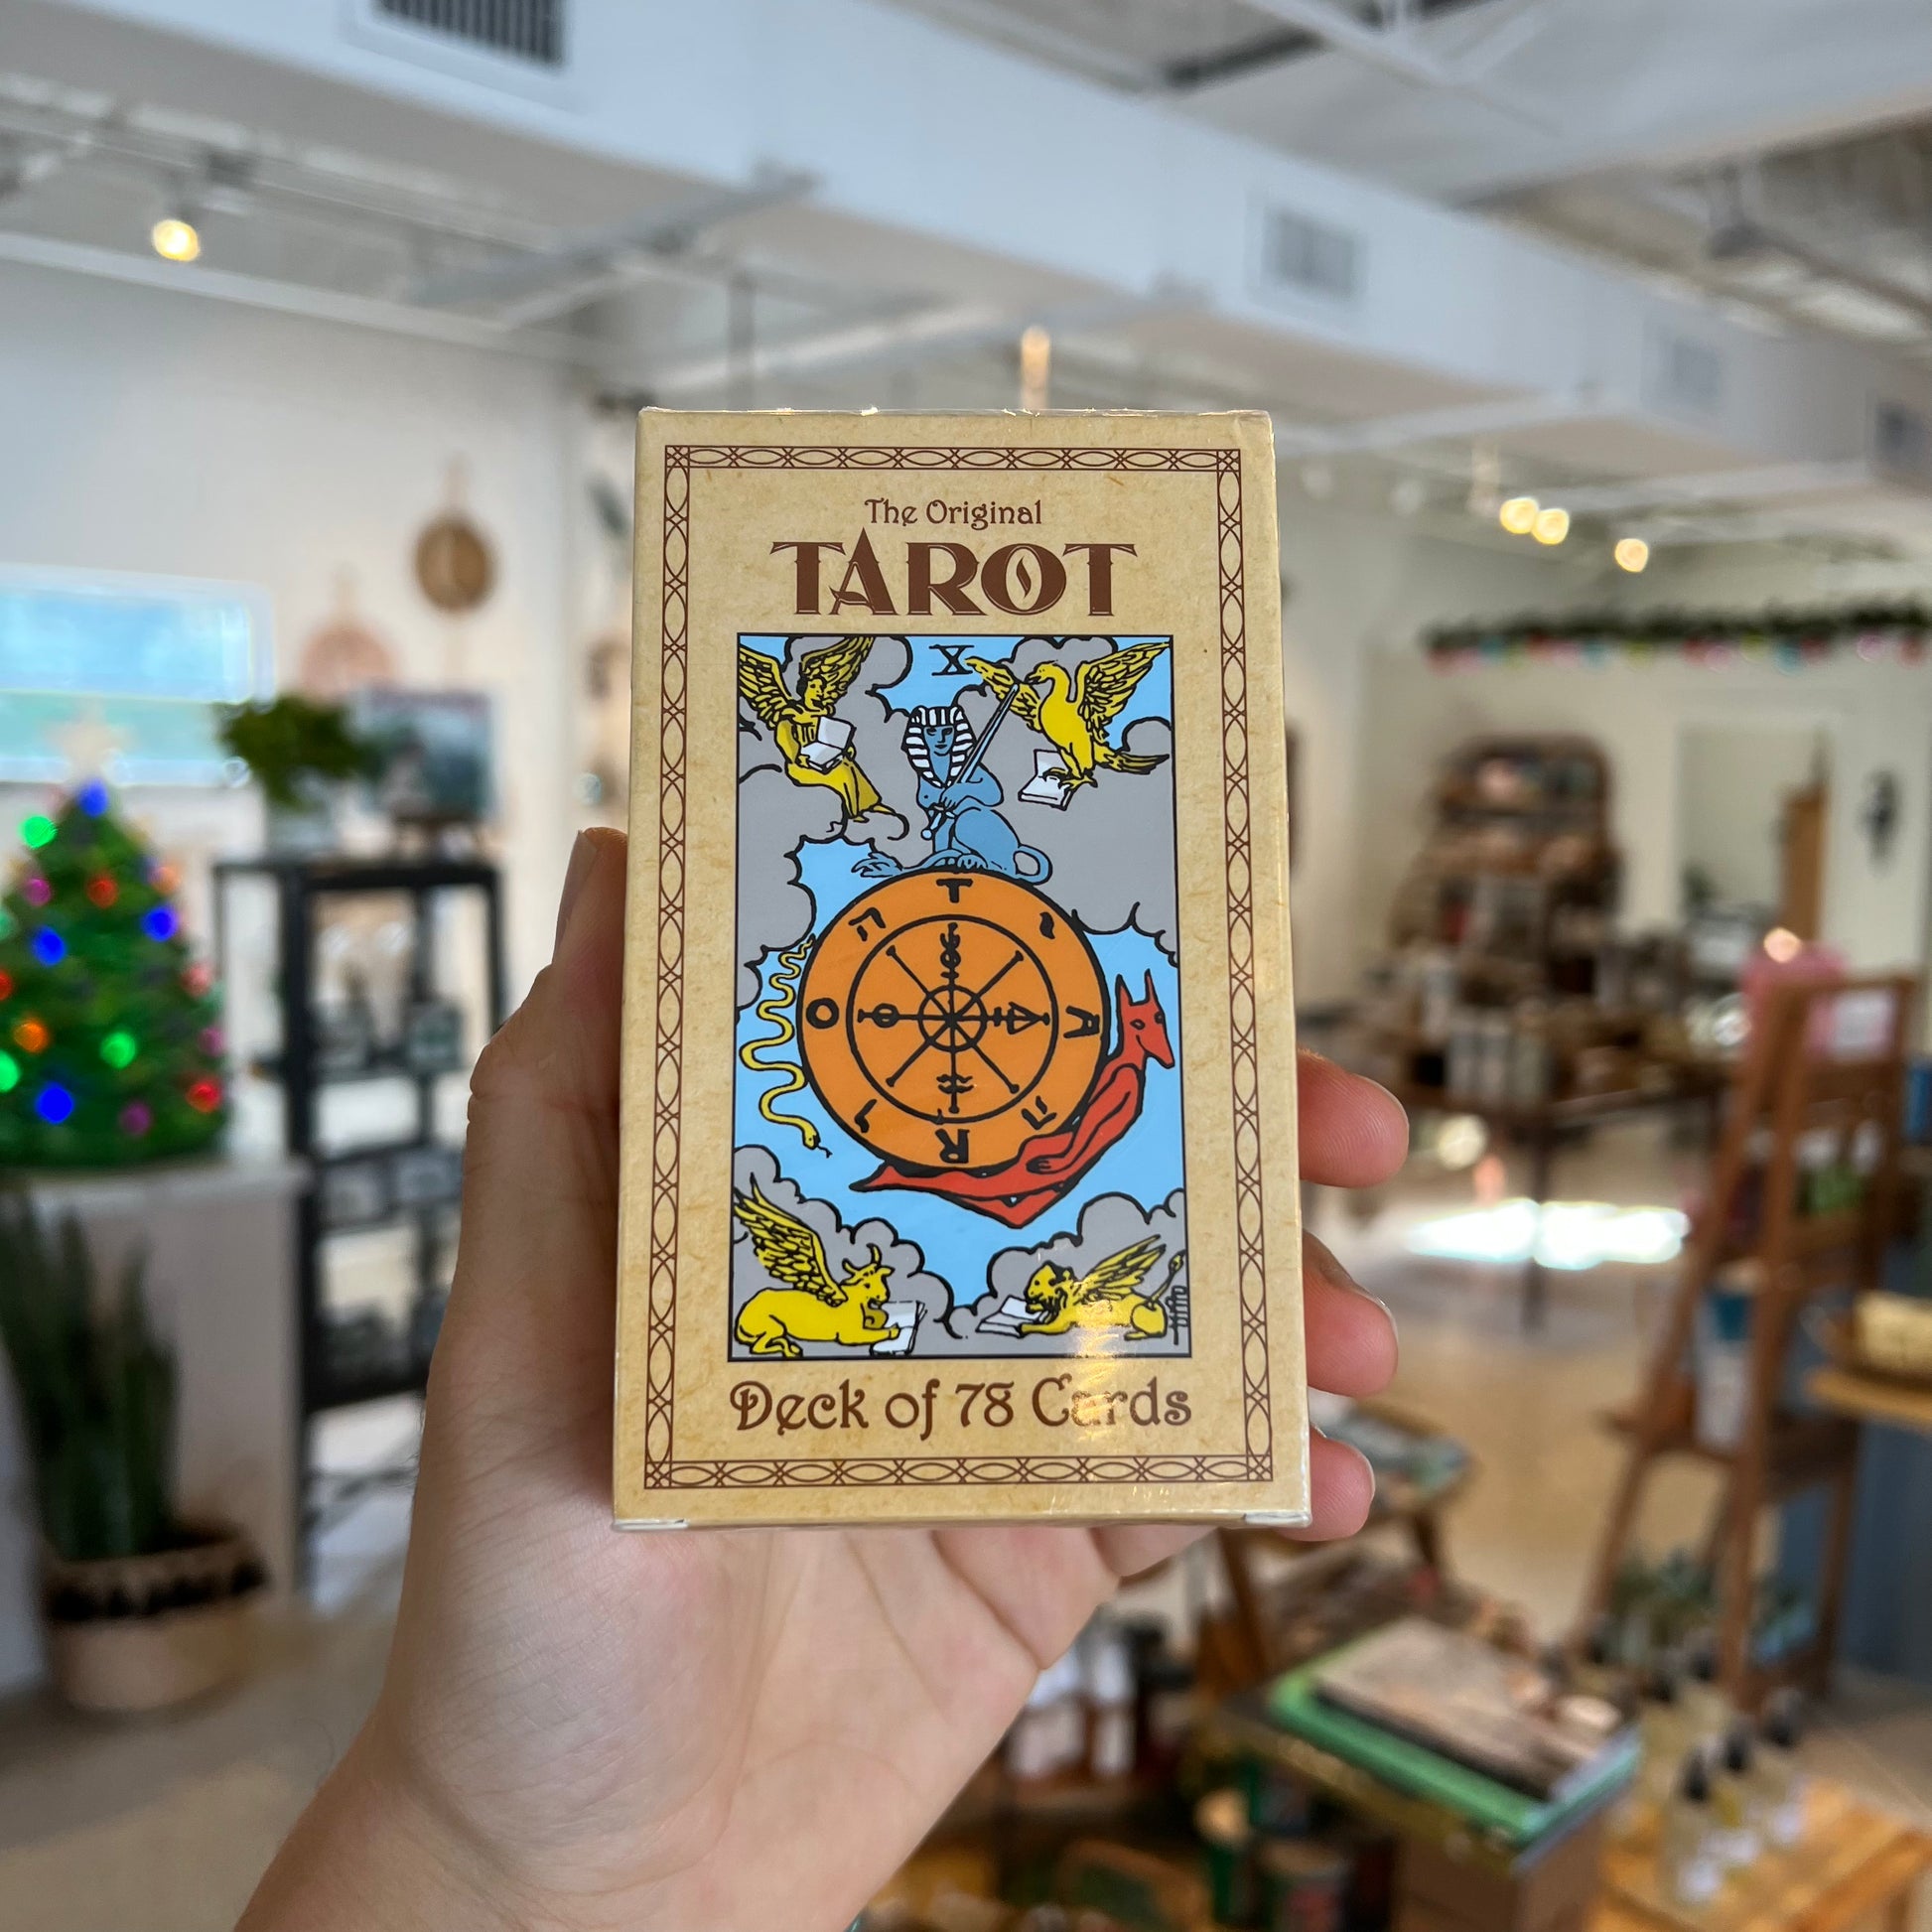 The Original
TAROT
X
T
ה י
O A
ו ה
R
Deck of 78 Cards